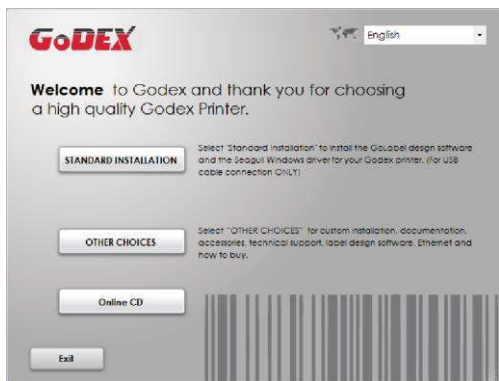 GoDEX
English
Welcome to Godex and thank you for choosing
a high quality Godex Printer.
STANDARD INSTALLATION
Select "Standard Installation" to install the GoLabel design software
and the Seagull Windows driver for your Godex printer. (For USB
cable connection ONLY)
OTHER CHOICES
Select "OTHER CHOICES" for custom installation, documentation,
accessories, technical support, label design software, Ethernet and
how to buy.
Online CD
Exit